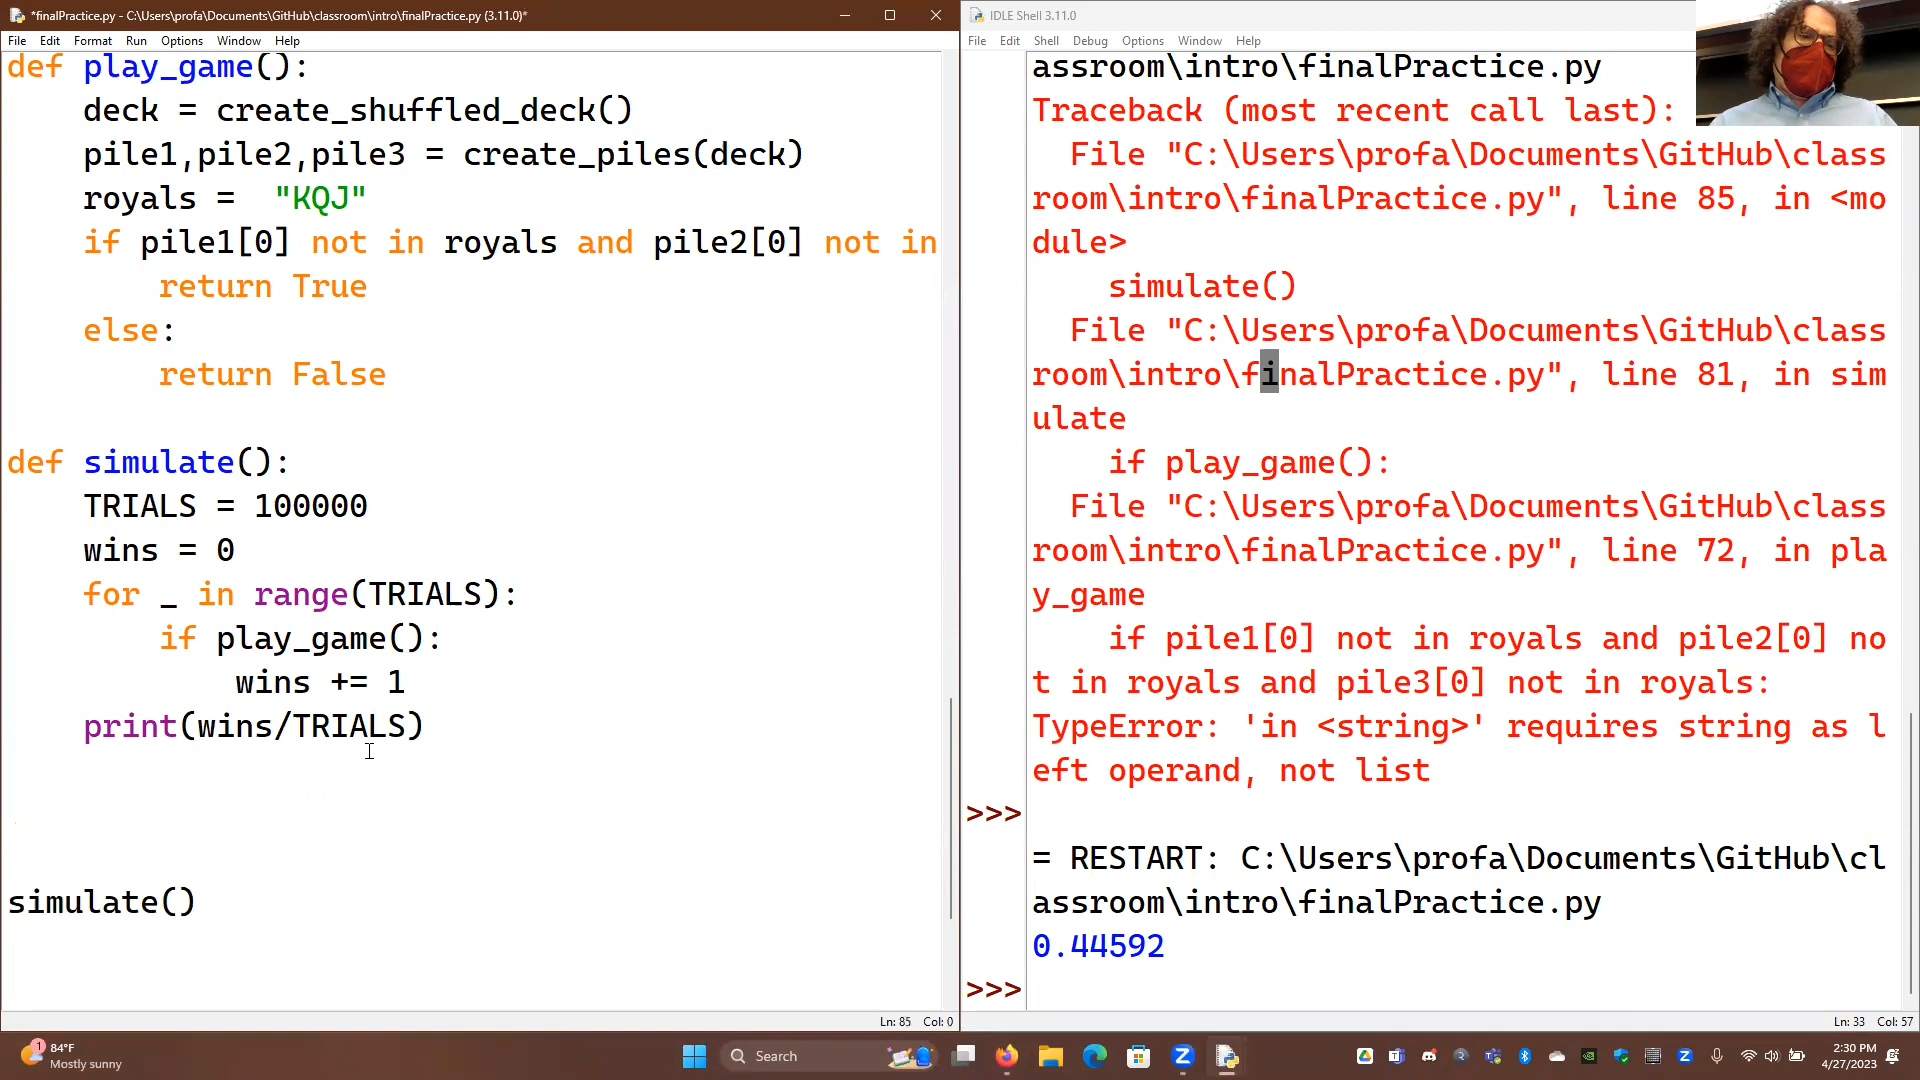 *finalPractice.py - C:\Users\profa\Documents\GitHub\classroom\intro\finalPractice.py (3.11.0)*
File Edit Format Run Options Window Help
def play_game():
    deck = create_shuffled_deck()
    pile1,pile2,pile3 = create_piles(deck)
    royals =  "KQJ"
    if pile1[0] not in royals and pile2[0] not in
        return True
    else:
        return False
def simulate():
    TRIALS = 100000
    wins = 0
    for _ in range(TRIALS):
        if play_game():
            wins += 1
    print(wins/TRIALS)
simulate()
Ln: 85 Col: 0
IDLE Shell 3.11.0
File Edit Shell Debug Options Window Help
assroom\intro\finalPractice.py
Traceback (most recent call last):
  File "C:\Users\profa\Documents\GitHub\class
room\intro\finalPractice.py", line 85, in <mo
dule>
    simulate()
  File "C:\Users\profa\Documents\GitHub\class
room\intro\finalPractice.py", line 81, in sim
ulate
    if play_game():
  File "C:\Users\profa\Documents\GitHub\class
room\intro\finalPractice.py", line 72, in pla
y_game
    if pile1[0] not in royals and pile2[0] no
t in royals and pile3[0] not in royals:
TypeError: 'in <string>' requires string as l
eft operand, not list
>>>
= RESTART: C:\Users\profa\Documents\GitHub\cl
assroom\intro\finalPractice.py
0.44592
>>>
Ln: 33 Col: 57
1
84°F
Mostly sunny
Search
2:30 PM
4/27/2023